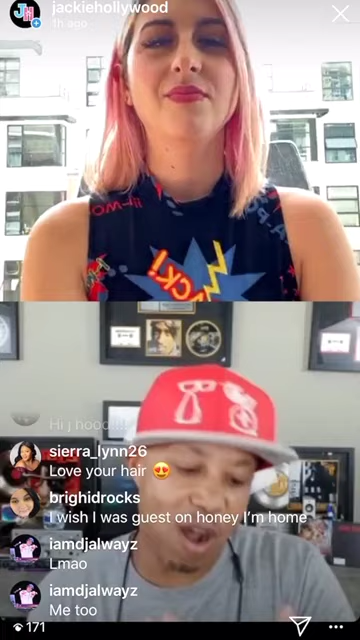 jackiehollywood
1h ago
Hi j hood!!!
sierra_lynn26
Love your hair 😍
brighidrocks
I wish I was guest on honey I'm home
iamdjalwayz
Lmao
iamdjalwayz
Me too
171